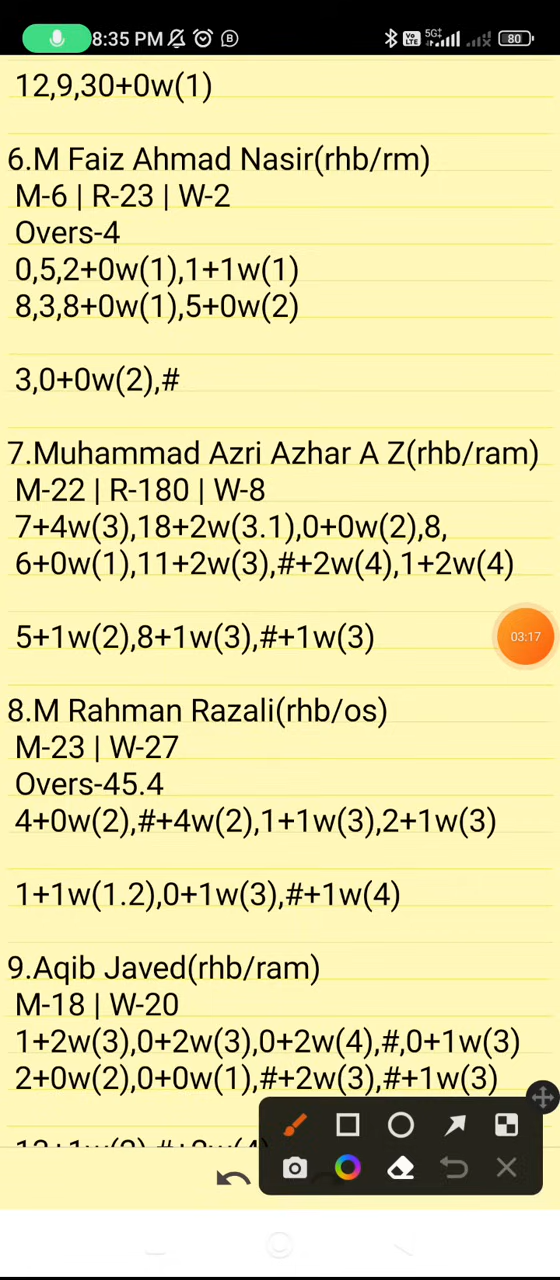 8:35 PM B Vo LTE 5G 80
12,9,30+0w(1)
6.M Faiz Ahmad Nasir(rhb/rm)
M-6 | R-23 | W-2
Overs-4
0,5,2+0w(1),1+1w(1)
8,3,8+0w(1),5+0w(2)
3,0+0w(2),#
7.Muhammad Azri Azhar A Z(rhb/ram)
M-22 | R-180 | W-8
7+4w(3),18+2w(3.1),0+0w(2),8,
6+0w(1),11+2w(3),#+2w(4),1+2w(4)
5+1w(2),8+1w(3),#+1w(3)
03:17
8.M Rahman Razali(rhb/os)
M-23 | W-27
Overs-45.4
4+0w(2),#+4w(2),1+1w(3),2+1w(3)
1+1w(1.2),0+1w(3),#+1w(4)
9.Aqib Javed(rhb/ram)
M-18 | W-20
1+2w(3),0+2w(3),0+2w(4),#,0+1w(3)
2+0w(2),0+0w(1),#+2w(3),#+1w(3)